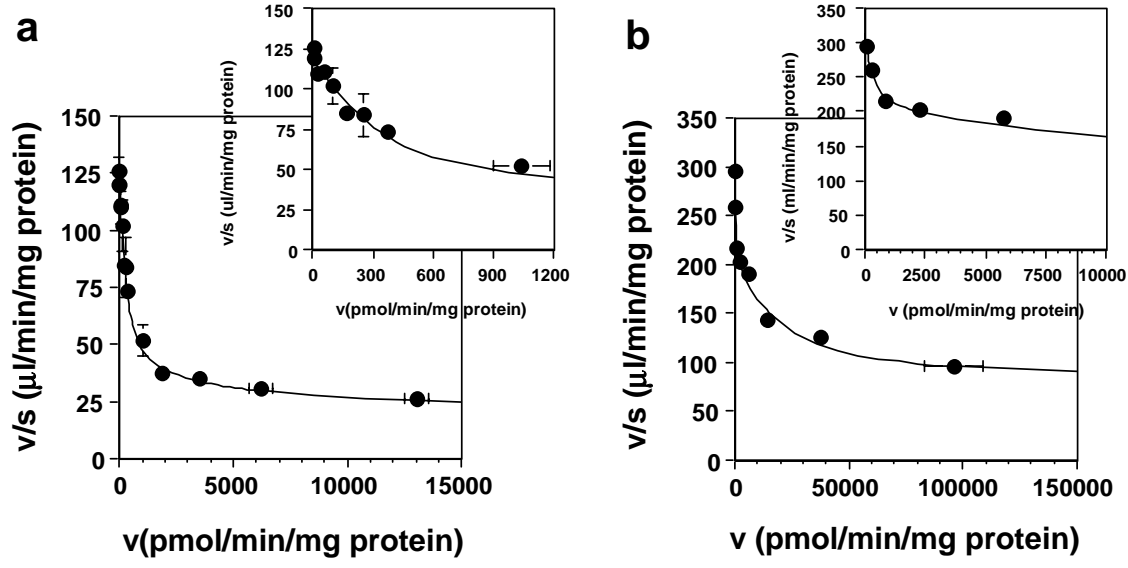 a
v/s (μl/min/mg protein)
150
125
100
75
50
25
0
0 5000 10000 15000
v(pmol/min/mg protein)
v/s (ul/min/mg protein)
150
125
100
75
50
25
0
0 300 600 900 1200
v(pmol/min/mg protein)
b
v/s (μl/min/mg protein)
350
300
250
200
150
100
50
0
0 50000 100000 150000
v (pmol/min/mg protein)
v/s (ml/min/mg protein)
350
300
250
200
150
100
50
0
0 2500 5000 7500 10000
v (pmol/min/mg protein)